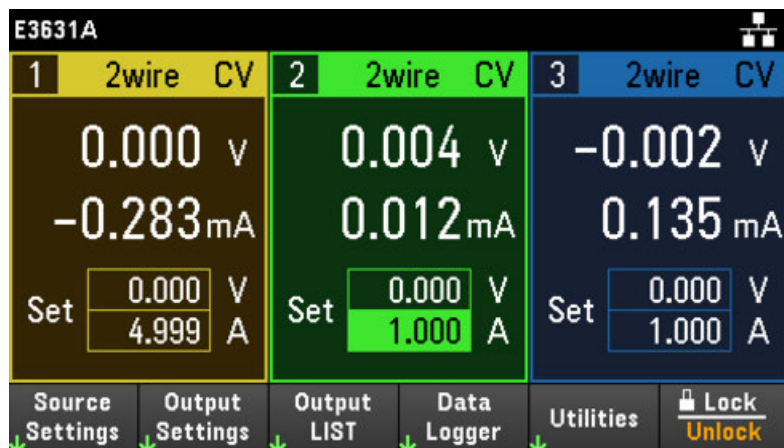 E3631A
1 2wire CV
2 2wire CV
3 2wire CV
0.000 V
0.004 V
-0.002 V
-0.283mA
0.012mA
0.135 mA
Set 0.000 V
4.999 A
Set 0.000 V
1.000 A
Set 0.000 V
1.000 A
Source
Settings
Output
Settings
Output
LIST
Data
Logger
Utilities
Lock
Unlock